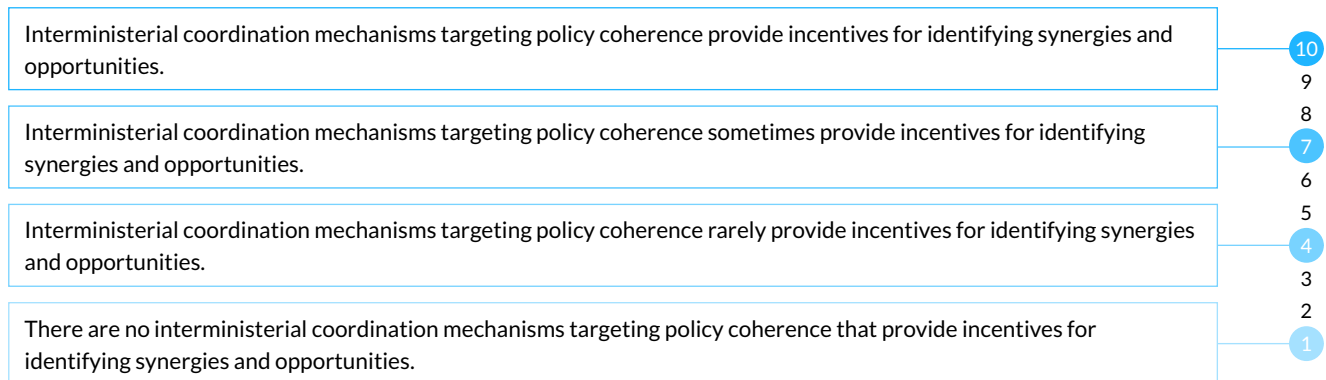 Interministerial coordination mechanisms targeting policy coherence provide incentives for identifying synergies and
opportunities.
10
9
8
Interministerial coordination mechanisms targeting policy coherence sometimes provide incentives for identifying
synergies and opportunities.
7
6
5
Interministerial coordination mechanisms targeting policy coherence rarely provide incentives for identifying synergies
and opportunities.
4
3
2
There are no interministerial coordination mechanisms targeting policy coherence that provide incentives for
identifying synergies and opportunities.
1